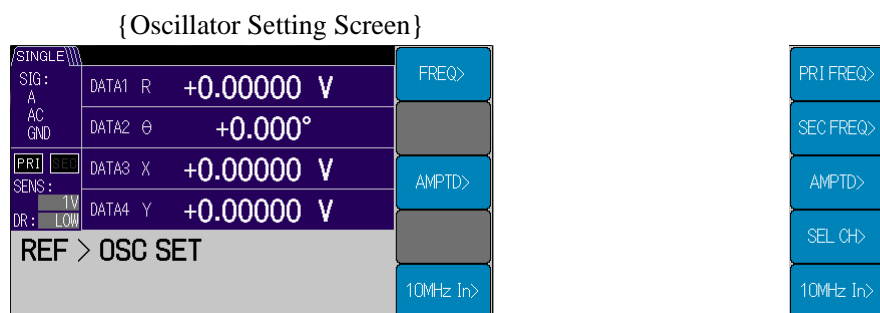 {Oscillator Setting Screen}
SINGLE
SIG:
A
AC
GND
PRI SEC
SENS:
1V
DR: LOW
DATA1 R +0.00000 V
DATA2 θ +0.000°
DATA3 X +0.00000 V
DATA4 Y +0.00000 V
REF > OSC SET
FREQ>
AMPTD>
10MHz In>
PRI FREQ>
SEC FREQ>
AMPTD>
SEL CH>
10MHz In>